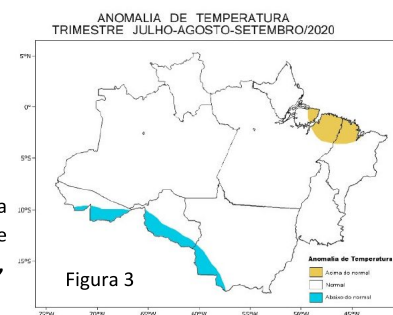 ANOMALIA DE TEMPERATURA
TRIMESTRE JULHO-AGOSTO-SETEMBRO/2020
5°N
0°
5°S
a
10°S
e
,
15°S
Figura 3
Anomalia de Temperatura
Acima do normal
Normal
Abaixo do normal